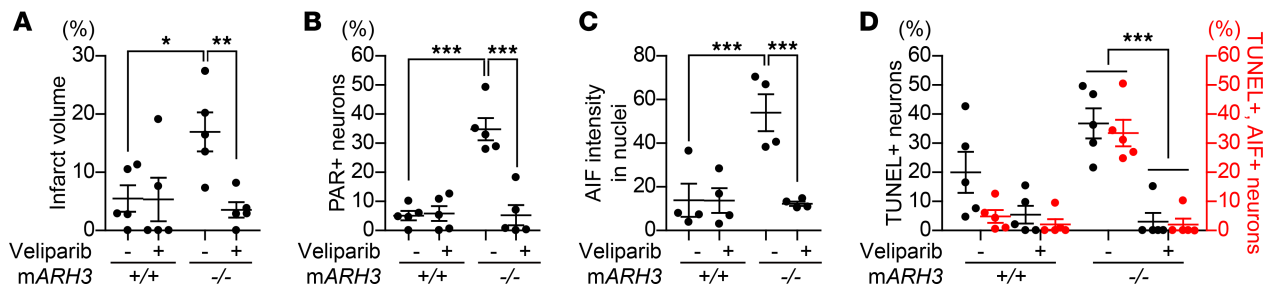 A
(%)
Infarct volume
30
20
10
0
*
**
Veliparib - + - +
mARH3 +/+ -/-
B
(%)
PAR+ neurons
60
50
40
30
20
10
0
***
***
- + - +
+/+ -/-
C
(%)
AIF intensity
in nuclei
80
60
40
20
0
***
***
Veliparib - + - +
mARH3 +/+ -/-
D
(%)
TUNEL+ neurons
60
50
40
30
20
10
0
***
(%)
TUNEL+, AIF+ neurons
60
50
40
30
20
10
0
Veliparib - + - +
mARH3 +/+ -/-